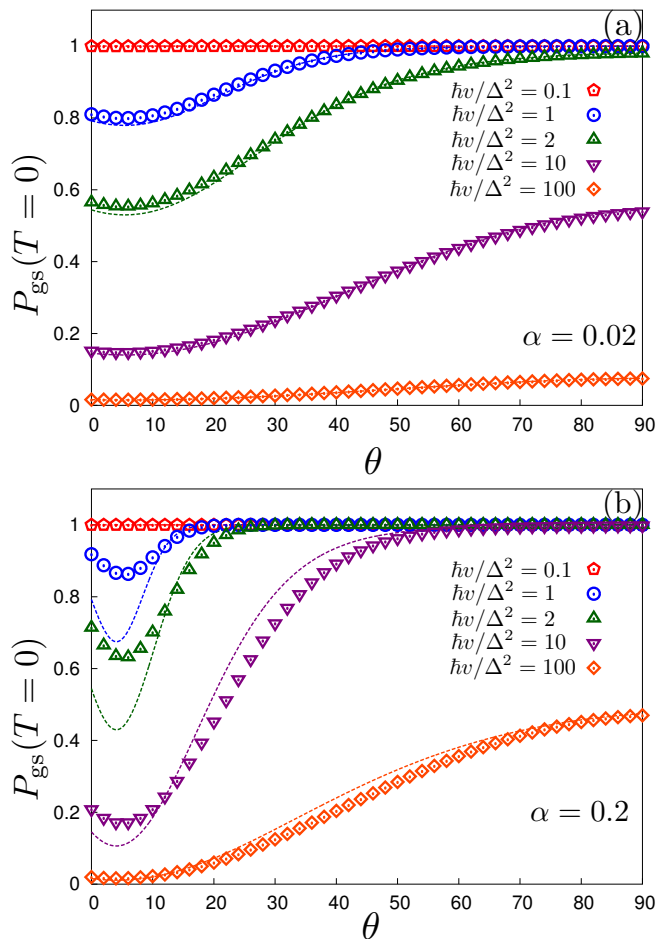 (a)
1
0.8
0.6
0.4
0.2
0
P_gs(T = 0)
ħv/Δ² = 0.1
ħv/Δ² = 1
ħv/Δ² = 2
ħv/Δ² = 10
ħv/Δ² = 100
α = 0.02
0 10 20 30 40 50 60 70 80 90
θ
(b)
1
0.8
0.6
0.4
0.2
0
P_gs(T = 0)
ħv/Δ² = 0.1
ħv/Δ² = 1
ħv/Δ² = 2
ħv/Δ² = 10
ħv/Δ² = 100
α = 0.2
0 10 20 30 40 50 60 70 80 90
θ